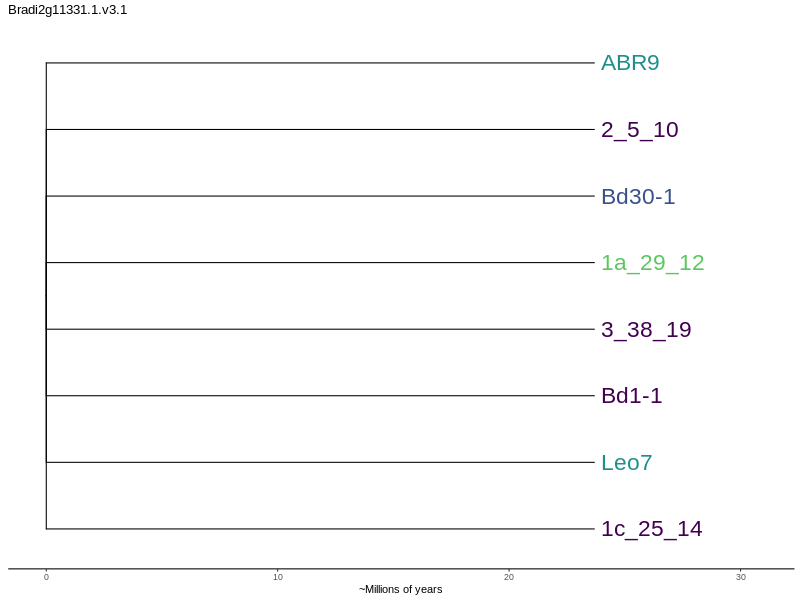 Bradi2g11331.1.v3.1
ABR9
2_5_10
Bd30-1
1a_29_12
3_38_19
Bd1-1
Leo7
1c_25_14
0 10 20 30
~Millions of years